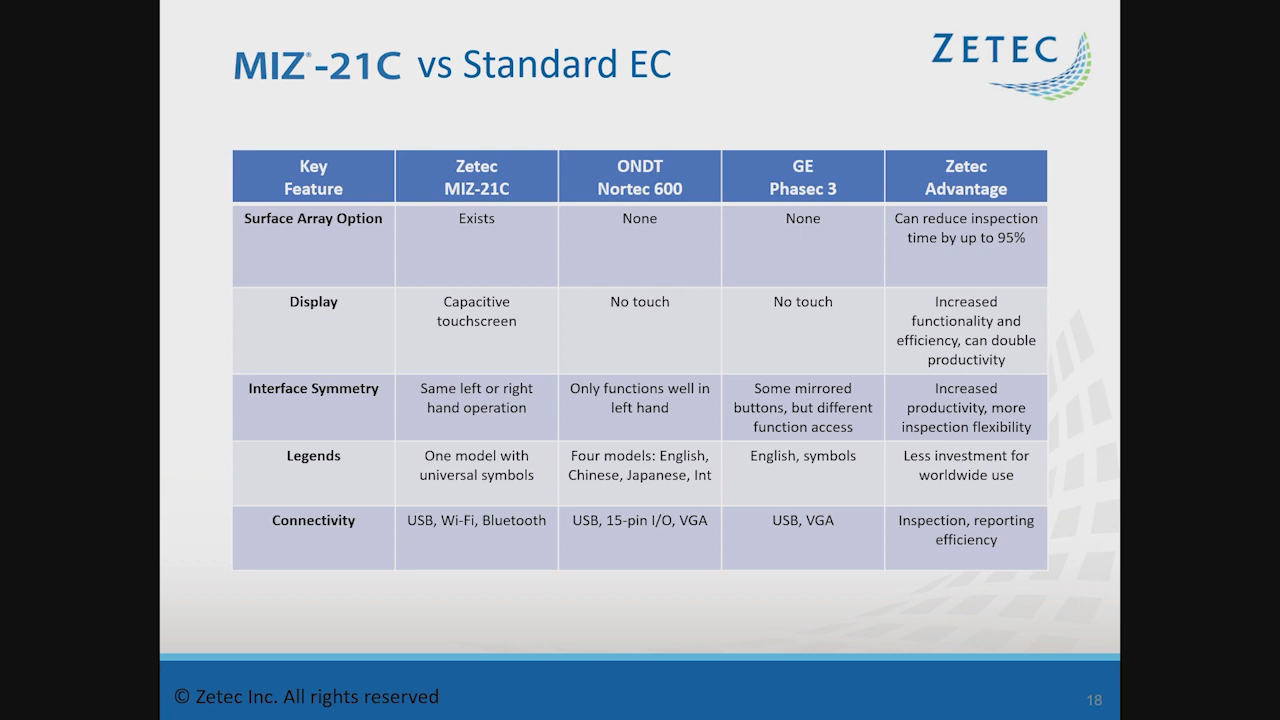 MIZ®-21C vs Standard EC
ZETEC
Key Feature
Zetec MIZ-21C
ONDT Nortec 600
GE Phasec 3
Zetec Advantage
Surface Array Option
Exists
None
None
Can reduce inspection
time by up to 95%
Display
Capacitive
touchscreen
No touch
No touch
Increased
functionality and
efficiency, can double
productivity
Interface Symmetry
Same left or right
hand operation
Only functions well in
left hand
Some mirrored
buttons, but different
function access
Increased
productivity, more
inspection flexibility
Legends
One model with
universal symbols
Four models: English,
Chinese, Japanese, Int
English, symbols
Less investment for
worldwide use
Connectivity
USB, Wi-Fi, Bluetooth
USB, 15-pin I/O, VGA
USB, VGA
Inspection, reporting
efficiency
© Zetec Inc. All rights reserved
18